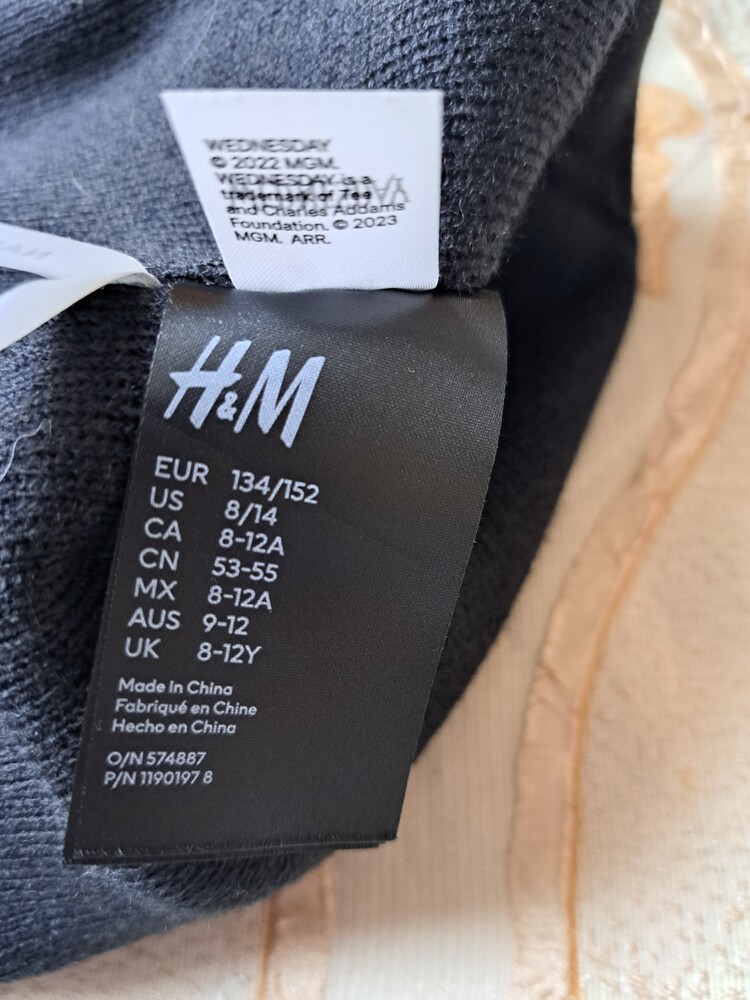 WEDNESDAY
© 2022 MGM.
WEDNESDAY is a
trademark of Tee
and Charles Addams
Foundation. © 2023
MGM. ARR.
H&M
EUR 134/152
US 8/14
CA 8-12A
CN 53-55
MX 8-12A
AUS 9-12
UK 8-12Y
Made in China
Fabriqué en Chine
Hecho en China
O/N 574887
P/N 1190197 8